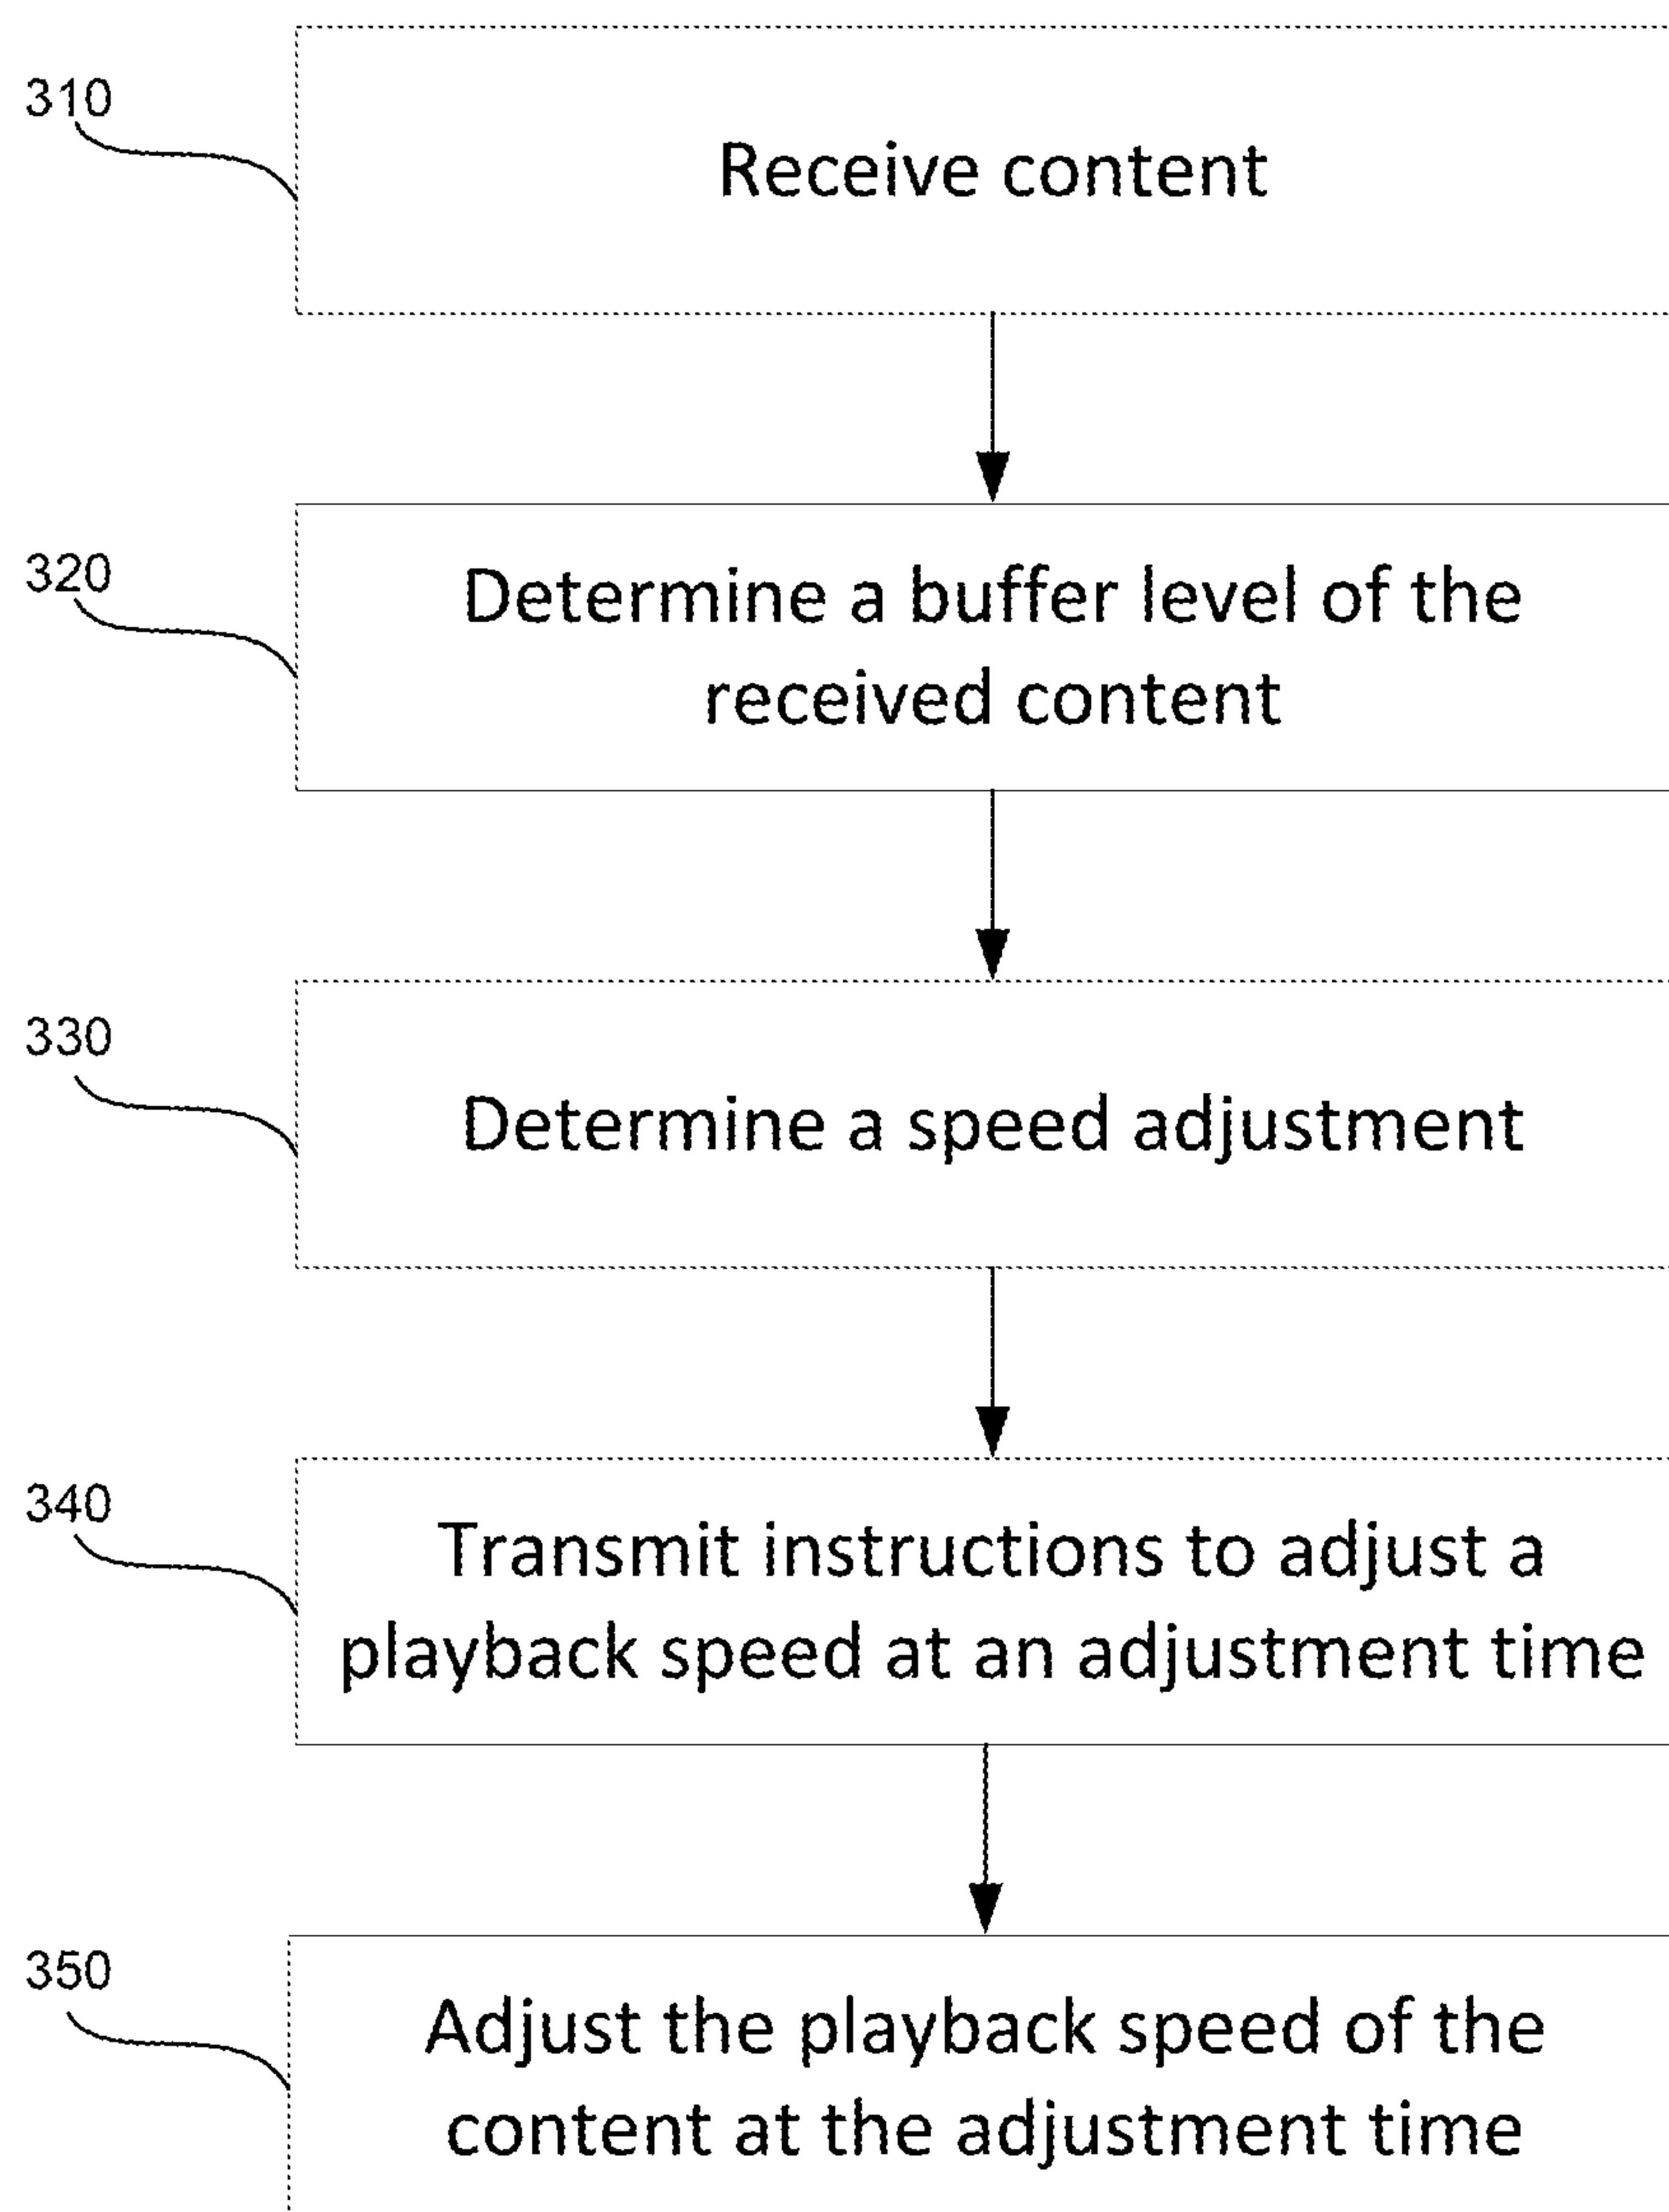 310
Receive content
320
Determine a buffer level of the
received content
330
Determine a speed adjustment
340
Transmit instructions to adjust a
playback speed at an adjustment time
350
Adjust the playback speed of the
content at the adjustment time